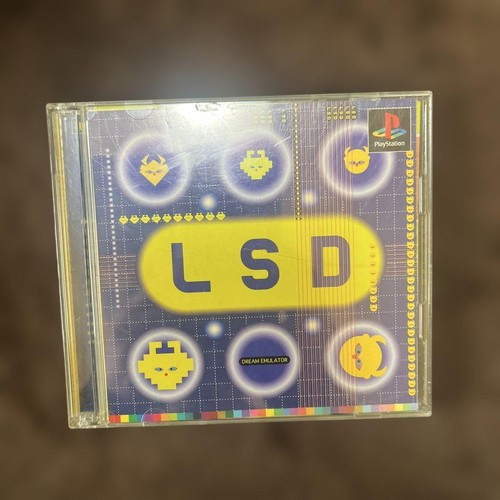 PlayStation
LSD
DREAM EMULATOR